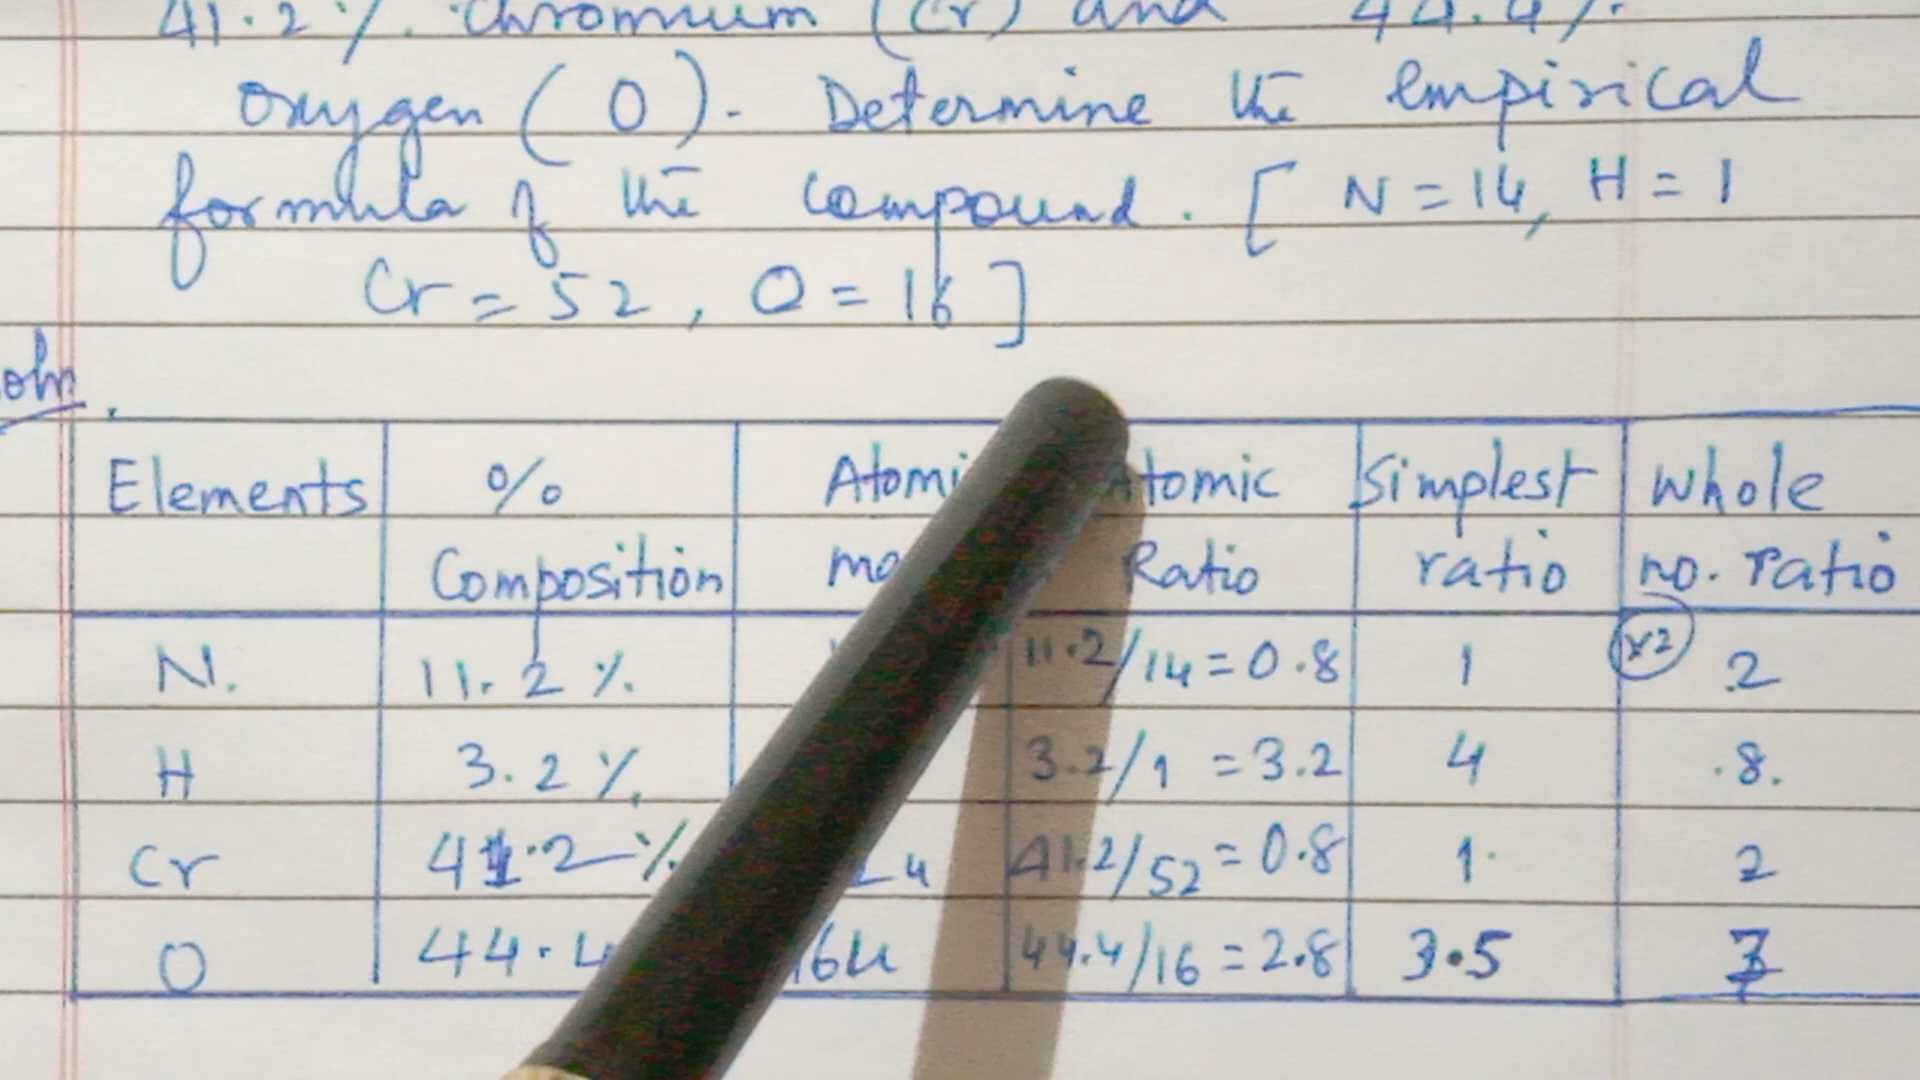 41.2%. Chromium (Cr) and 44.4%.
oxygen (O). Determine the empirical
formula of the compound. [ N = 14, H = 1
Cr = 52, O = 16 ]
Soln.
Elements % Atomi Atomic Simplest Whole
Composition Ratio ratio no. ratio
N. 11.2 %. 11.2/14 = 0.8 1 x2 2
H 3.2 %. 3.2/1 = 3.2 4 8.
Cr 41.2 % 41.2/52 = 0.8 1. 2
O 44.4 16u 44.4/16 = 2.8 3.5 7